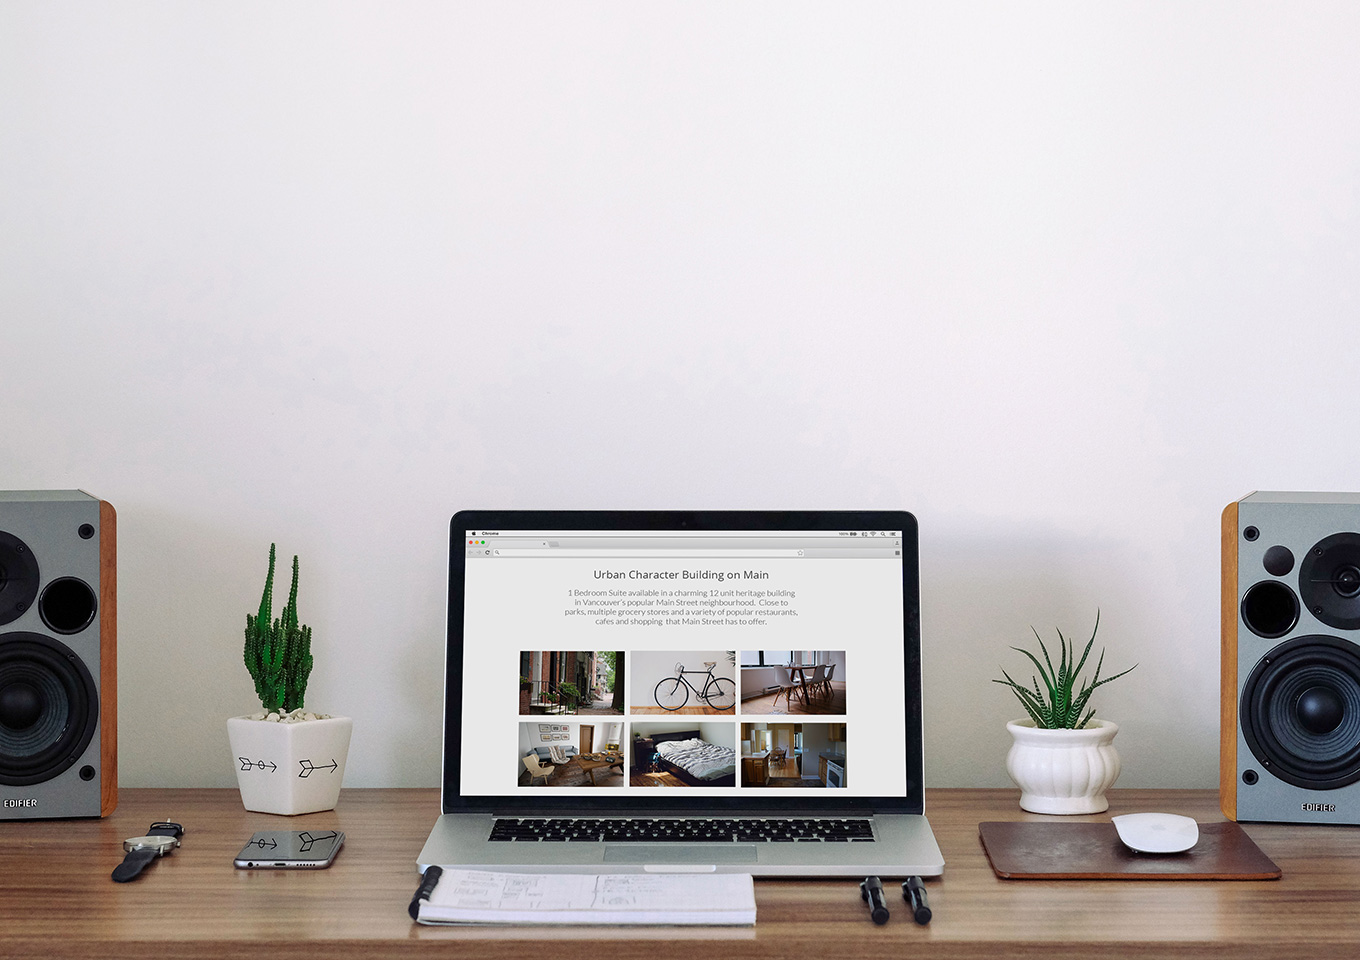 Chrome
100%
Urban Character Building on Main
1 Bedroom Suite available in a charming 12 unit heritage building
in Vancouver's popular Main Street neighbourhood. Close to
parks, multiple grocery stores and a variety of popular restaurants,
cafes and shopping that Main Street has to offer.
EDIFIER
EDIFIER